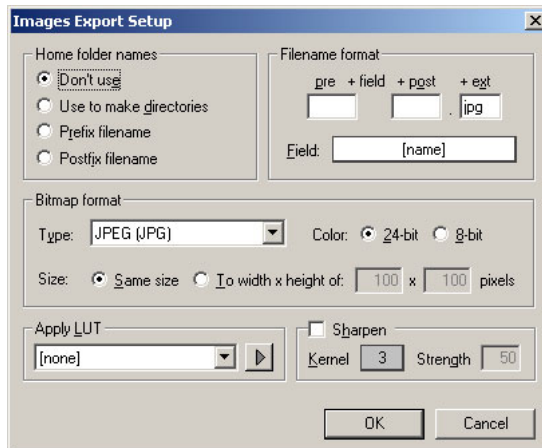 Images Export Setup
Home folder names
Don't use
Use to make directories
Prefix filename
Postfix filename
Filename format
pre + field + post + ext
. jpg
Field: [name]
Bitmap format
Type: JPEG (JPG) Color: 24-bit 8-bit
Size: Same size To width x height of: 100 x 100 pixels
Apply LUT
[none]
Sharpen
Kernel 3 Strength 50
OK Cancel